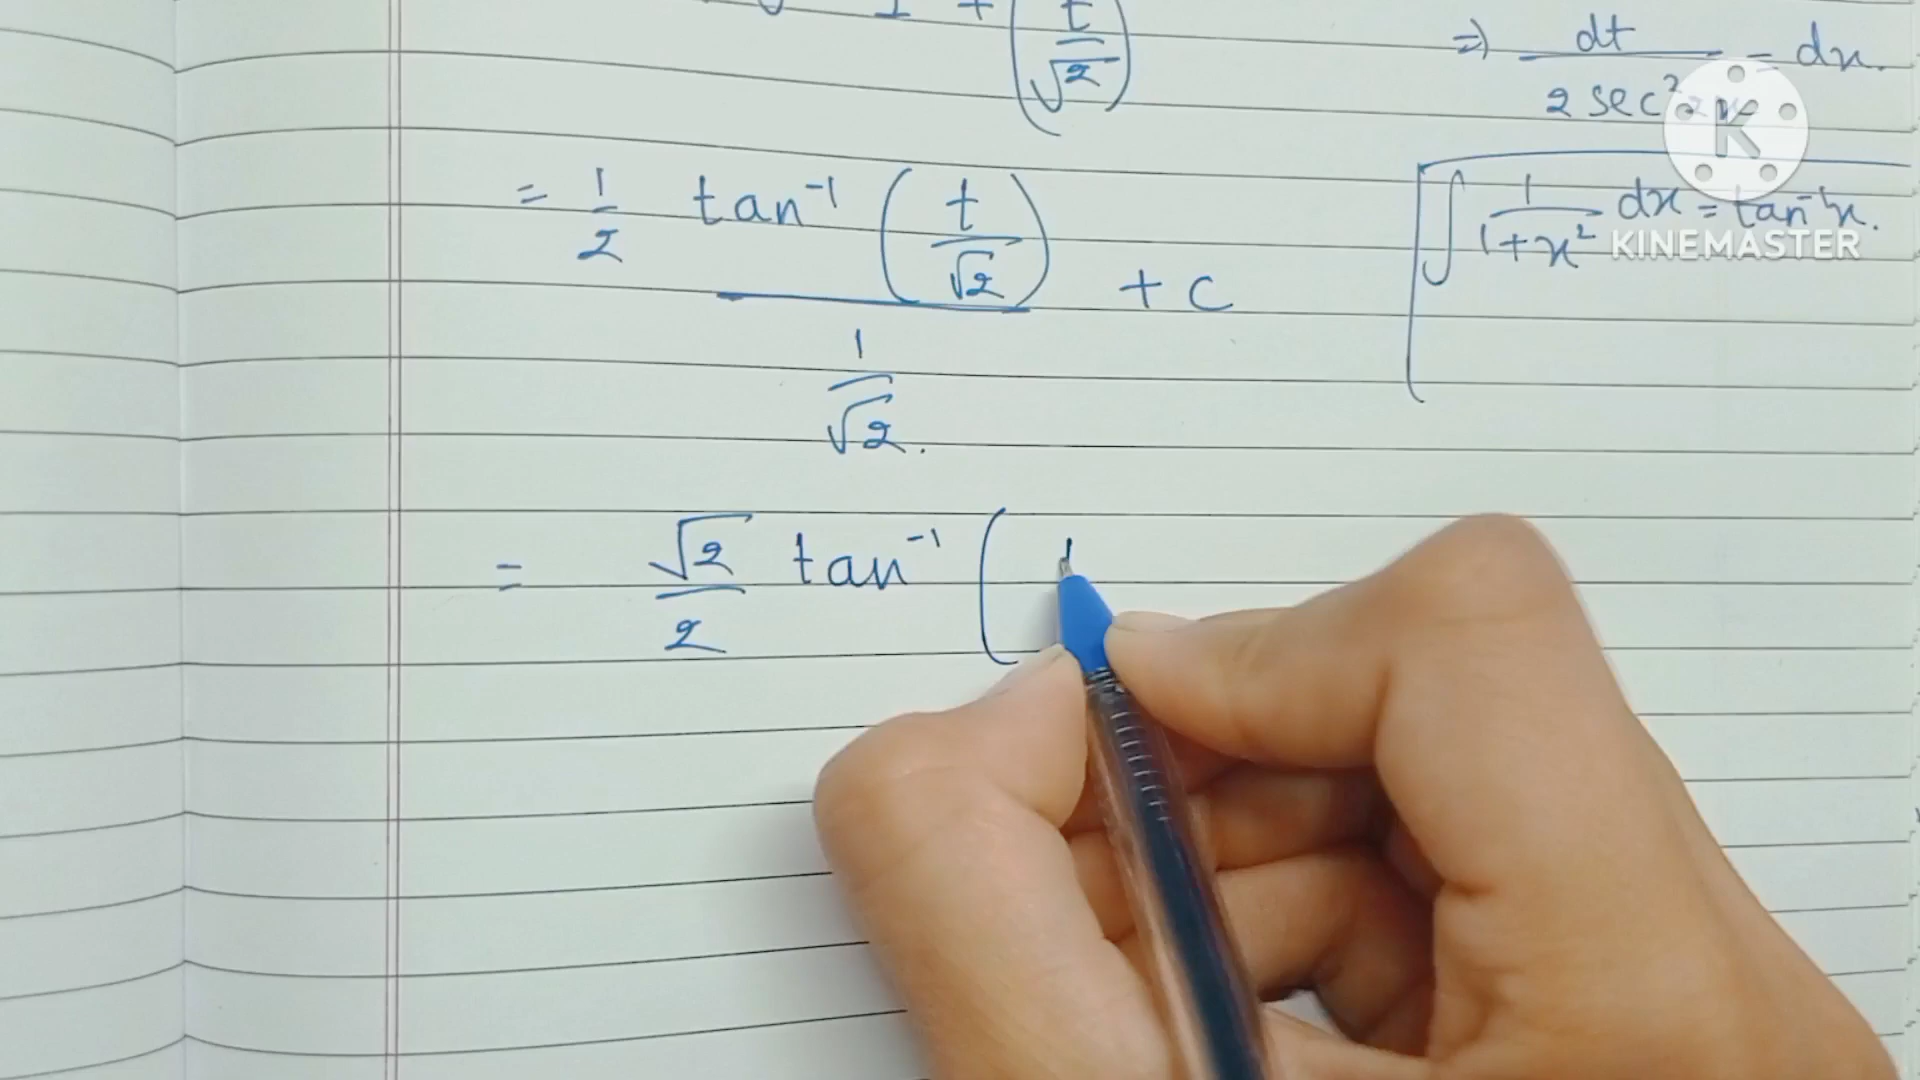 1 + (t/√2)
⇒) dt/2 sec²2x = dx.
= 1/2 tan⁻¹(t/√2)/(1/√2) + c
∫ 1/1+x² dx = tan⁻¹x.
K
KINEMASTER
= √2/2 tan⁻¹ (